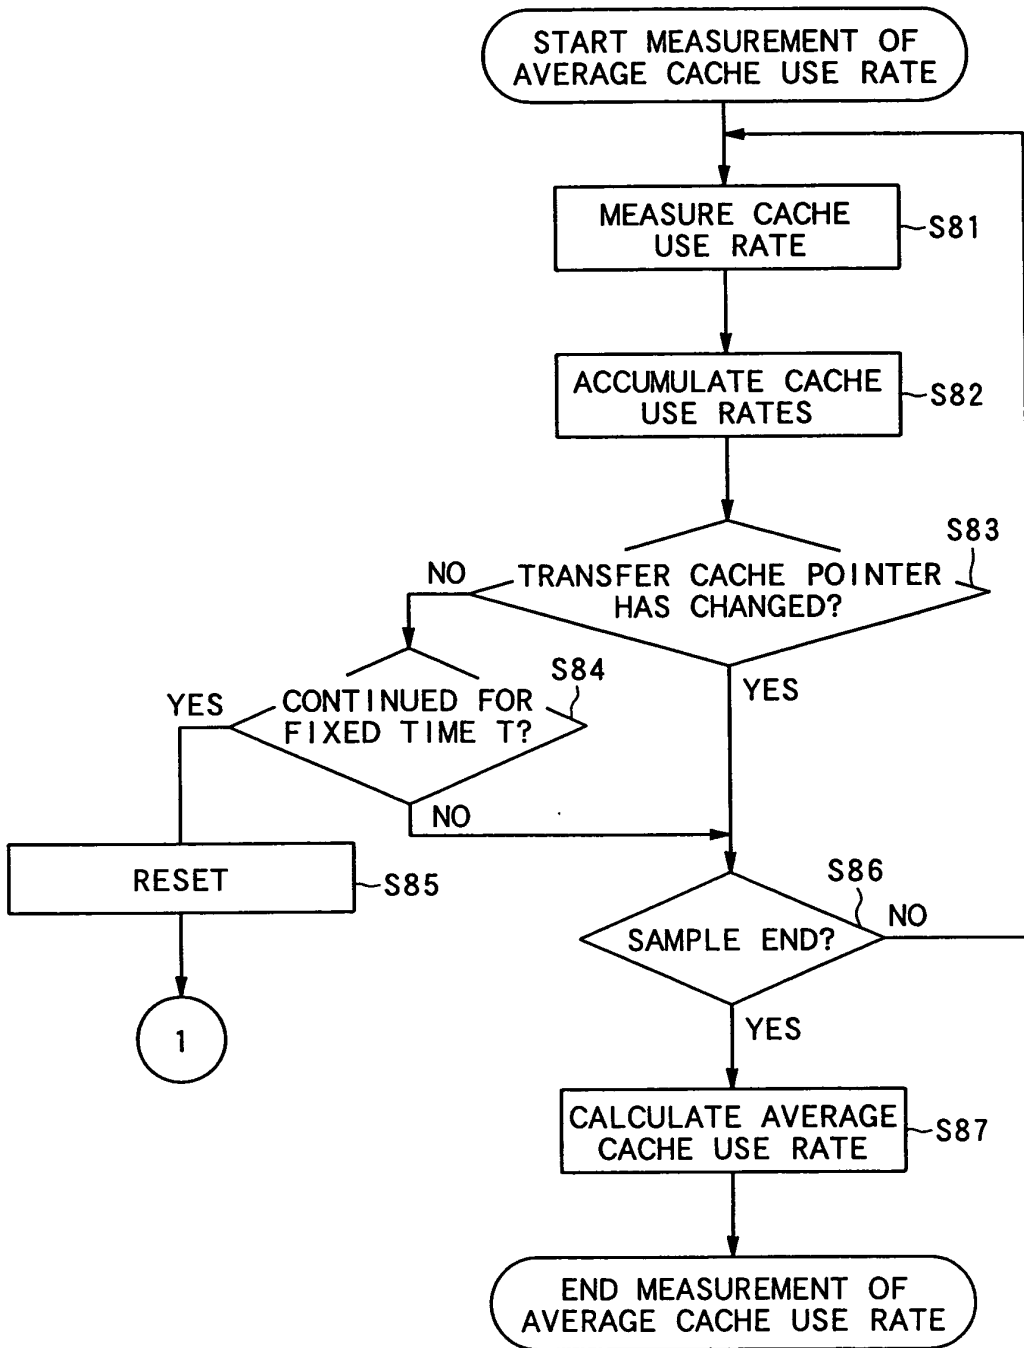 START MEASUREMENT OF
AVERAGE CACHE USE RATE
MEASURE CACHE
USE RATE
S81
ACCUMULATE CACHE
USE RATES
S82
S83
NO
TRANSFER CACHE POINTER
HAS CHANGED?
S84
YES
YES
CONTINUED FOR
FIXED TIME T?
NO
RESET
S85
S86
NO
SAMPLE END?
1
YES
CALCULATE AVERAGE
CACHE USE RATE
S87
END MEASUREMENT OF
AVERAGE CACHE USE RATE